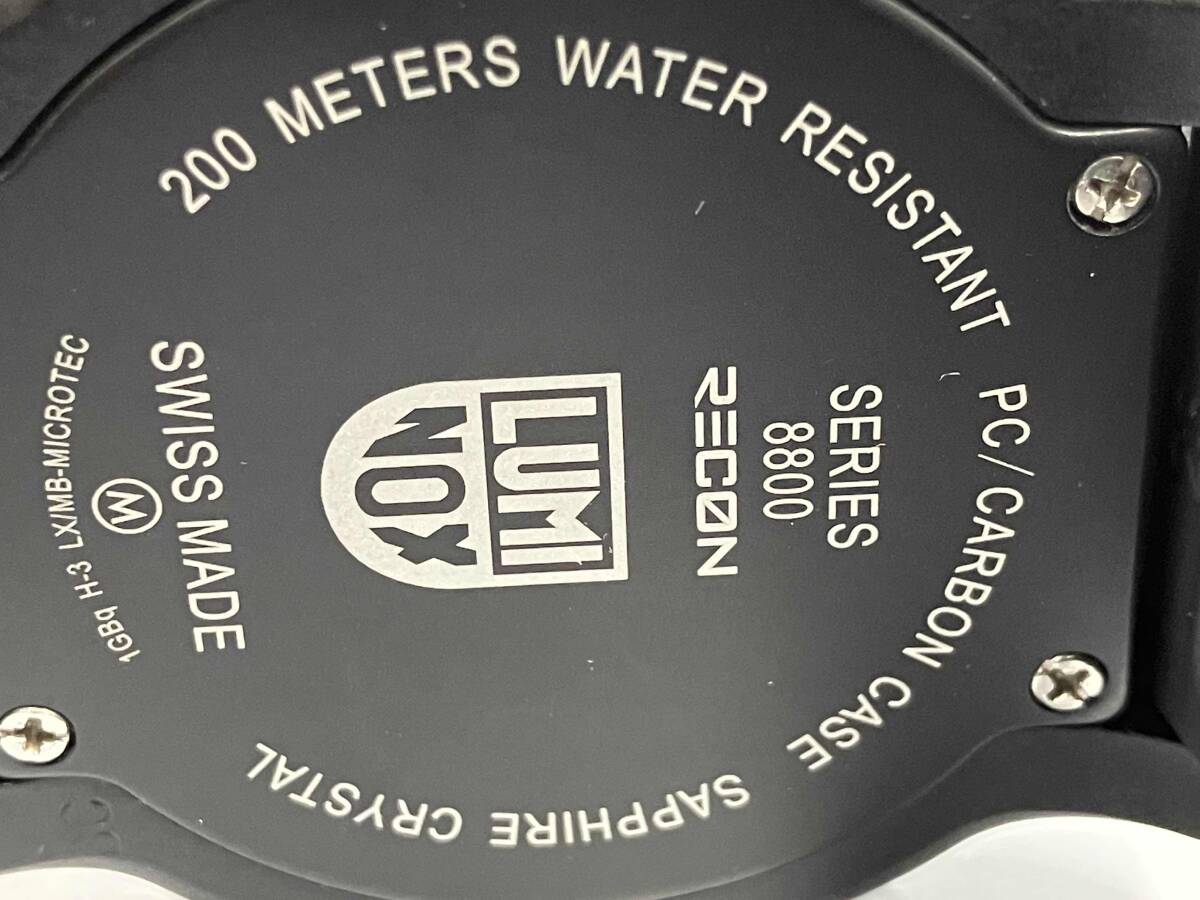 200 METERS WATER RESISTANT
PC/CARBON CASE
SAPPHIRE CRYSTAL
SERIES
8800
RECON
LUMI
NOX
SWISS MADE
W
1GBq H-3 LX/MB-MICROTEC